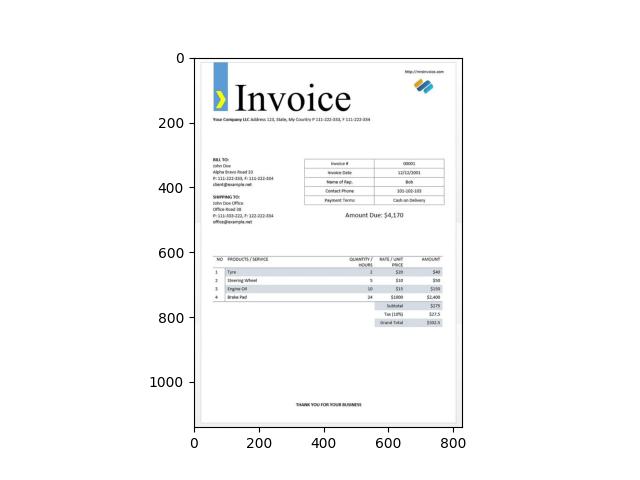 0
200
400
600
800
1000
0
200
400
600
800
http://mrsinvoice.com
Invoice
Your Company LLC Address 123, State, My Country P 111-222-333, F 111-222-334
BILL TO:
John Doe
Alpha Bravo Road 33
P: 111-222-333, F: 111-222-334
client@example.net
SHIPPING TO:
John Doe Office
Office Road 38
P: 111-333-222, F: 122-222-334
office@example.net
Invoice # 00001
Invoice Date 12/12/2001
Name of Rep. Bob
Contact Phone 101-102-103
Payment Terms Cash on Delivery
Amount Due: $4,170
NO PRODUCTS / SERVICE QUANTITY / HOURS RATE / UNIT PRICE AMOUNT
1 Tyre 2 $20 $40
2 Steering Wheel 5 $10 $50
3 Engine Oil 10 $15 $150
4 Brake Pad 24 $1000 $2,400
Subtotal $275
Tax (10%) $27.5
Grand Total $302.5
THANK YOU FOR YOUR BUSINESS